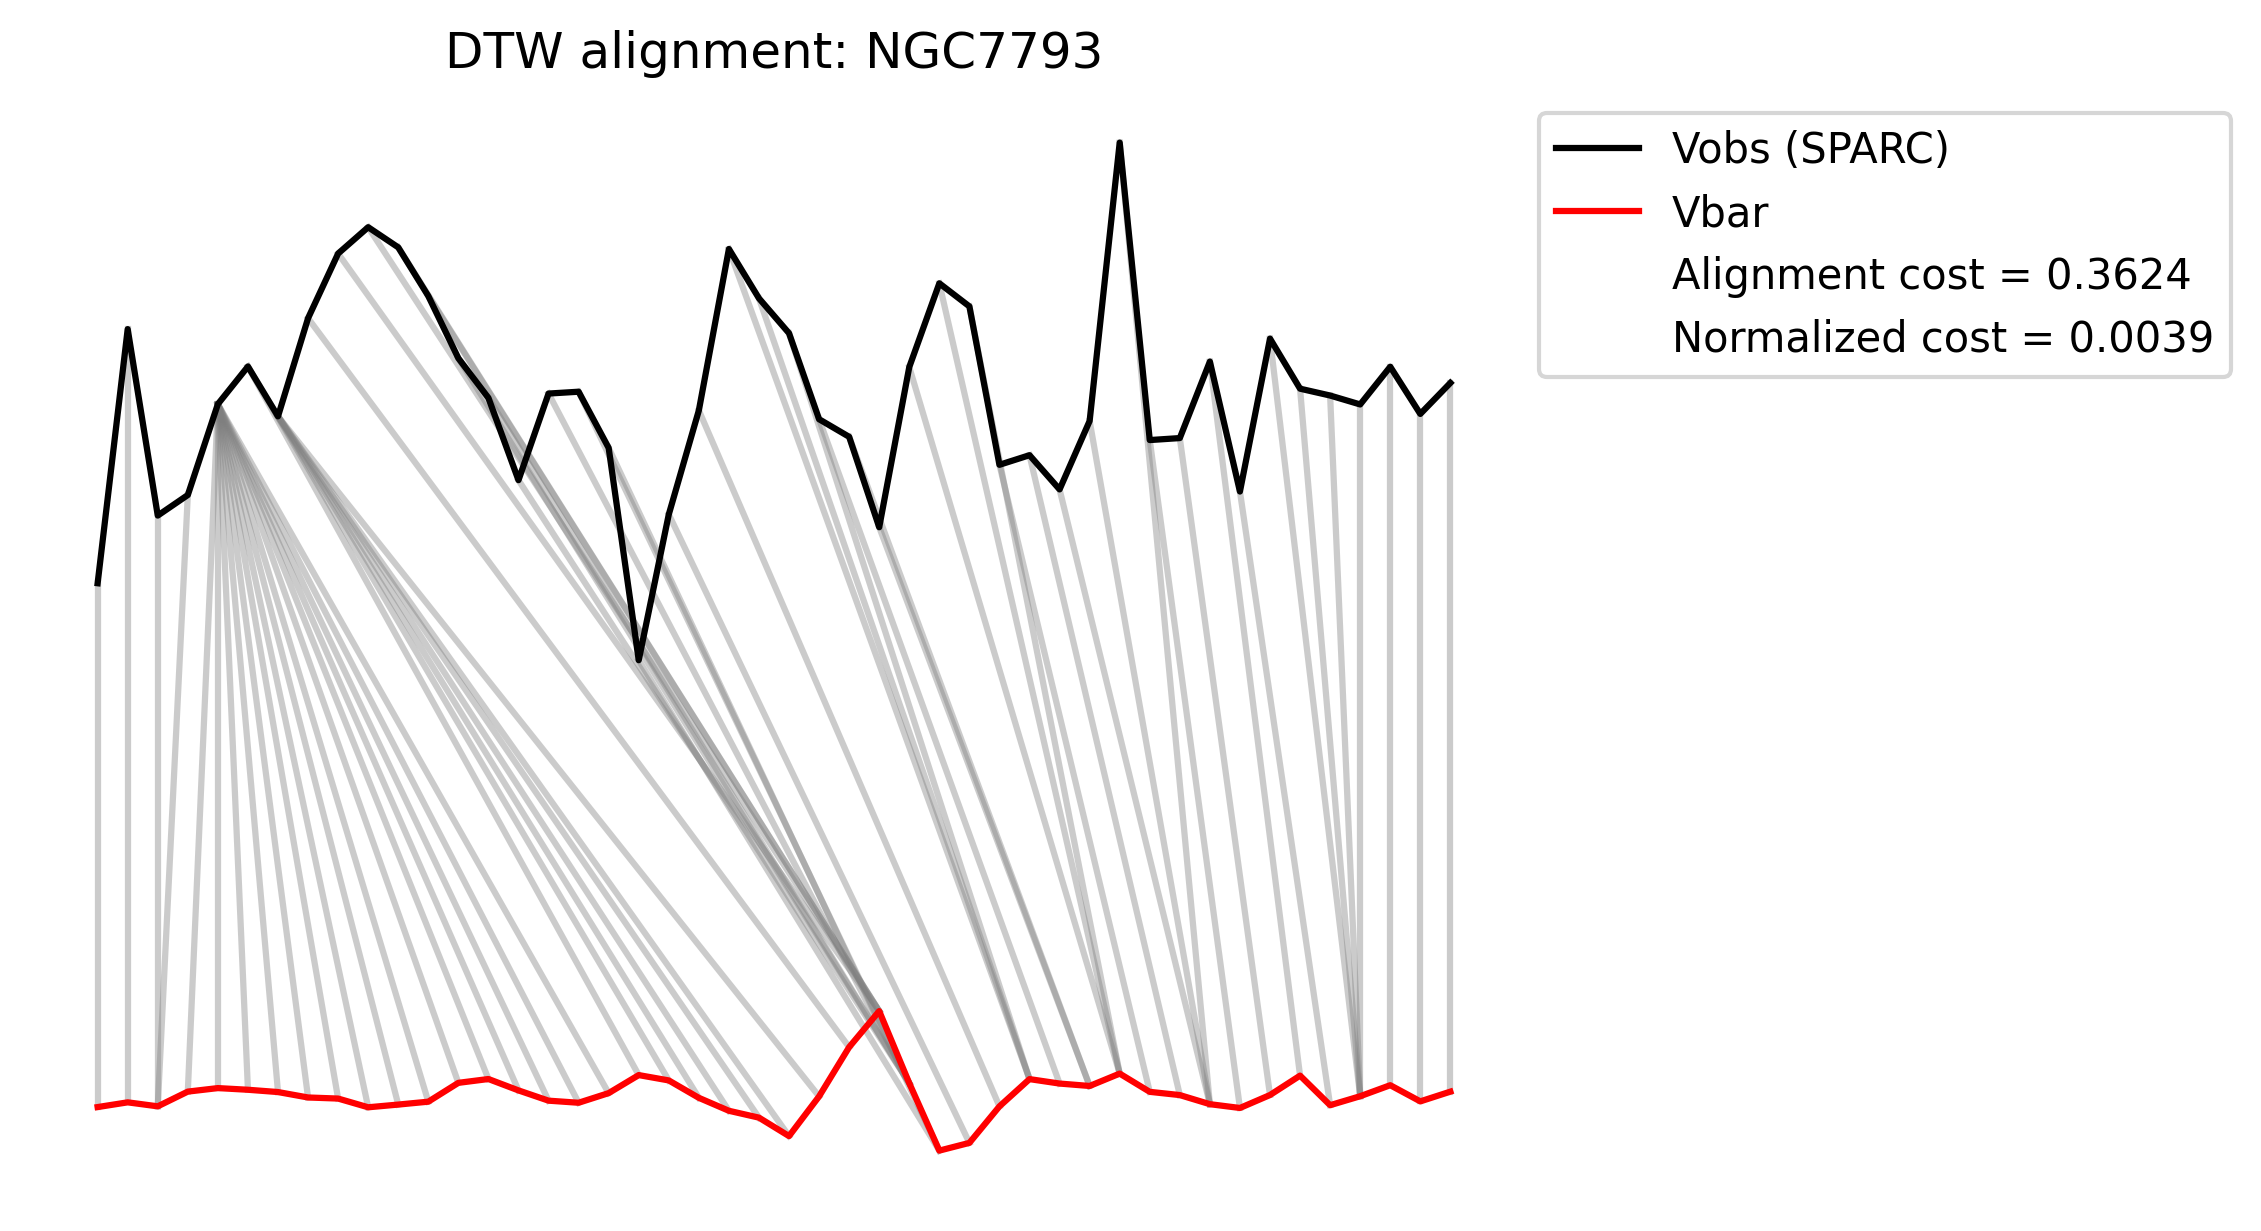 DTW alignment: NGC7793
Vobs (SPARC)
Vbar
Alignment cost = 0.3624
Normalized cost = 0.0039